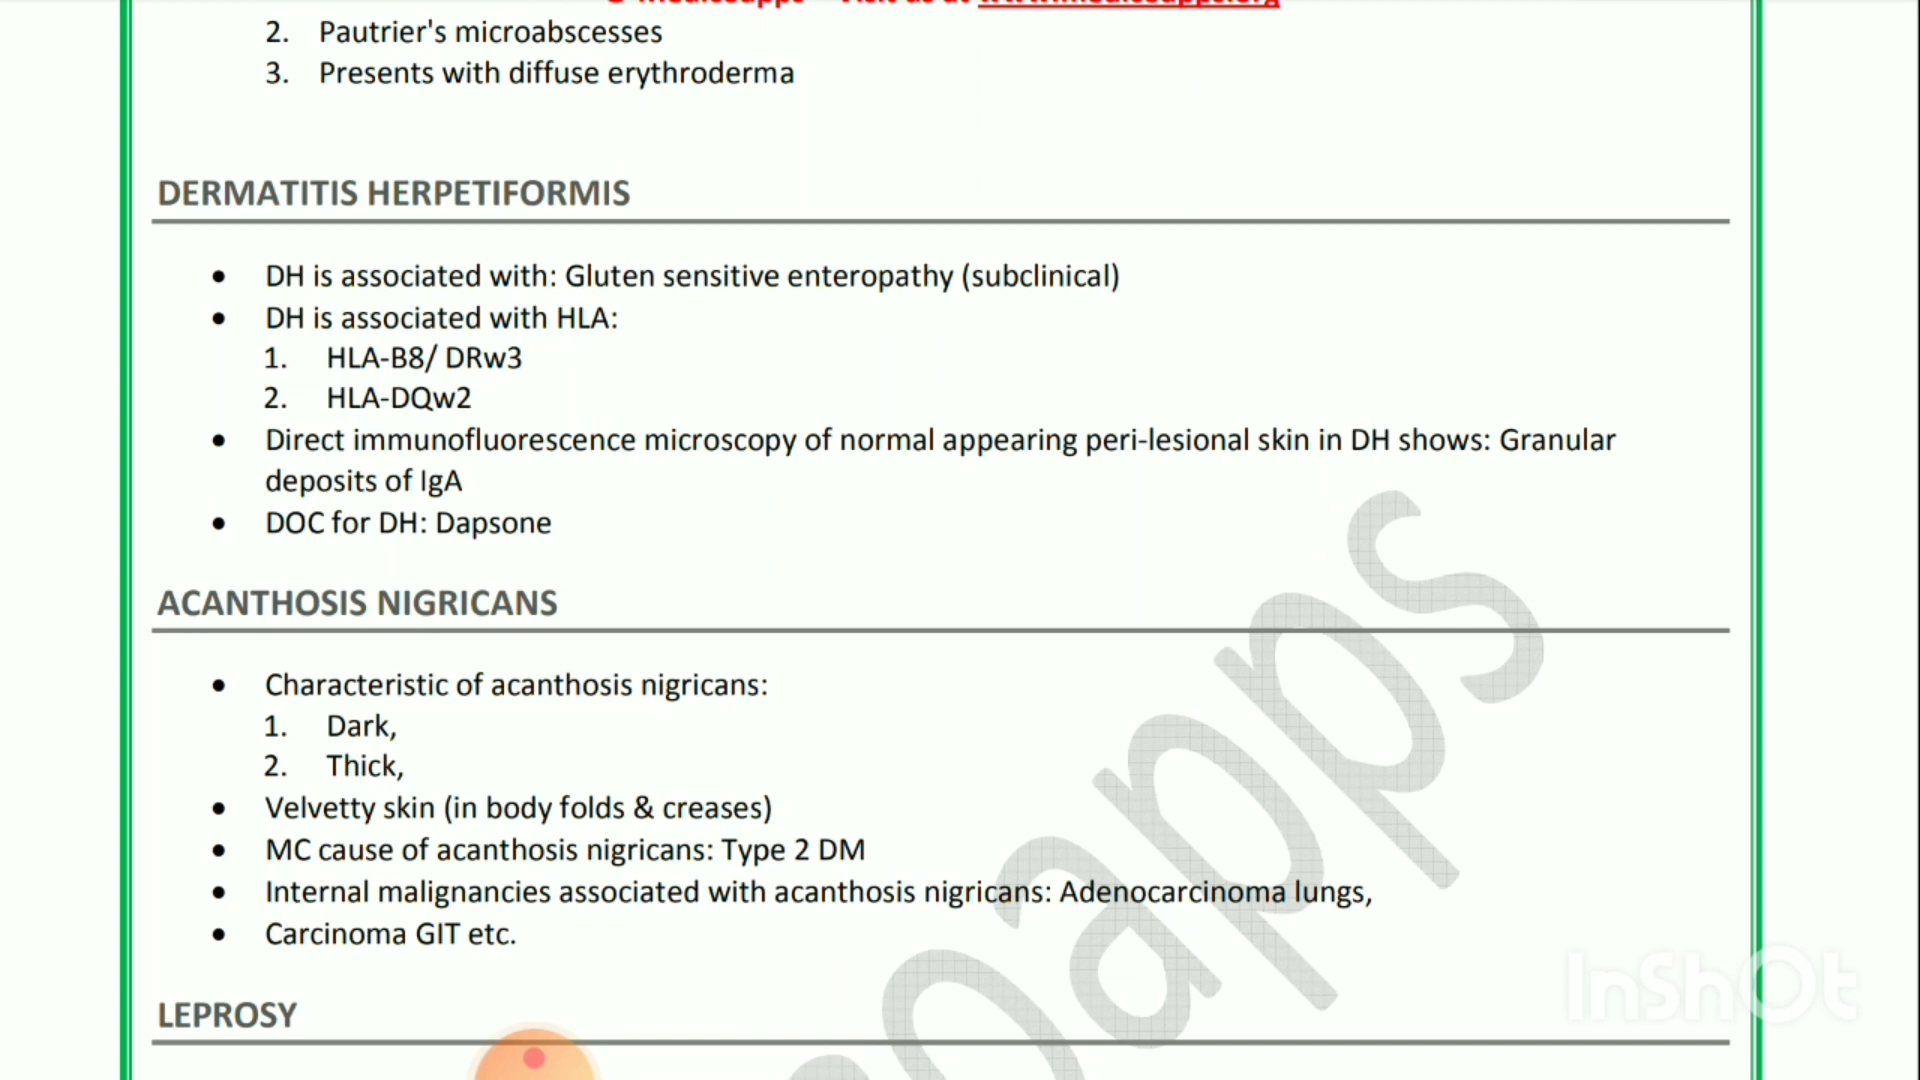 2. Pautrier's microabscesses
3. Presents with diffuse erythroderma
DERMATITIS HERPETIFORMIS
• DH is associated with: Gluten sensitive enteropathy (subclinical)
• DH is associated with HLA:
1. HLA-B8/ DRw3
2. HLA-DQw2
• Direct immunofluorescence microscopy of normal appearing peri-lesional skin in DH shows: Granular
deposits of IgA
• DOC for DH: Dapsone
ACANTHOSIS NIGRICANS
• Characteristic of acanthosis nigricans:
1. Dark,
2. Thick,
• Velvetty skin (in body folds & creases)
• MC cause of acanthosis nigricans: Type 2 DM
• Internal malignancies associated with acanthosis nigricans: Adenocarcinoma lungs,
• Carcinoma GIT etc.
InShOt
LEPROSY